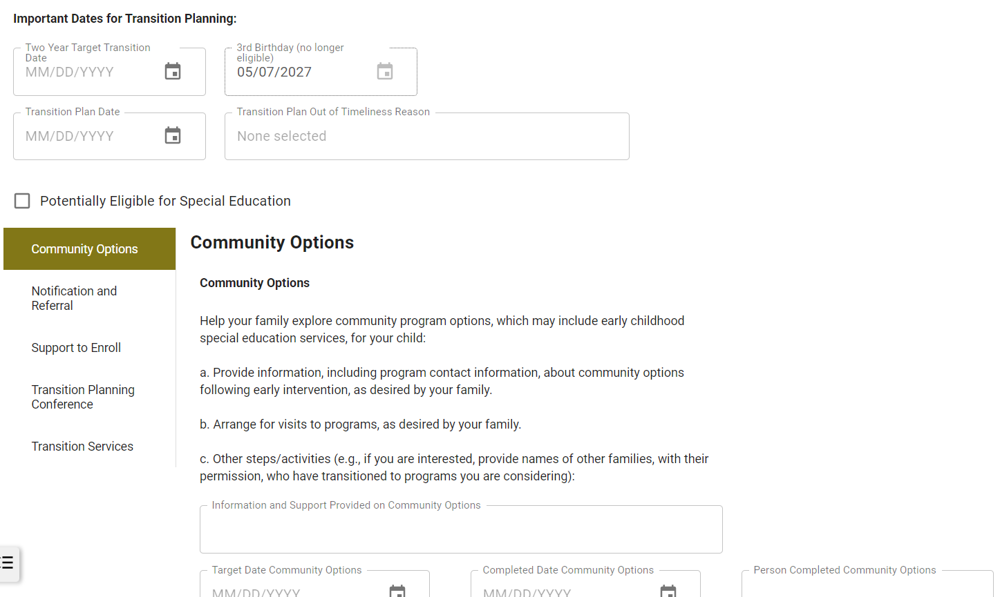 Important Dates for Transition Planning:
Two Year Target Transition
Date
MM/DD/YYYY
3rd Birthday (no longer
eligible)
05/07/2027
Transition Plan Date
MM/DD/YYYY
Transition Plan Out of Timeliness Reason
None selected
Potentially Eligible for Special Education
Community Options
Notification and
Referral
Support to Enroll
Transition Planning
Conference
Transition Services
Community Options
Community Options
Help your family explore community program options, which may include early childhood
special education services, for your child:
a. Provide information, including program contact information, about community options
following early intervention, as desired by your family.
b. Arrange for visits to programs, as desired by your family.
c. Other steps/activities (e.g., if you are interested, provide names of other families, with their
permission, who have transitioned to programs you are considering):
Information and Support Provided on Community Options
Target Date Community Options
MM/DD/YYYY
Completed Date Community Options
MM/DD/YYYY
Person Completed Community Options